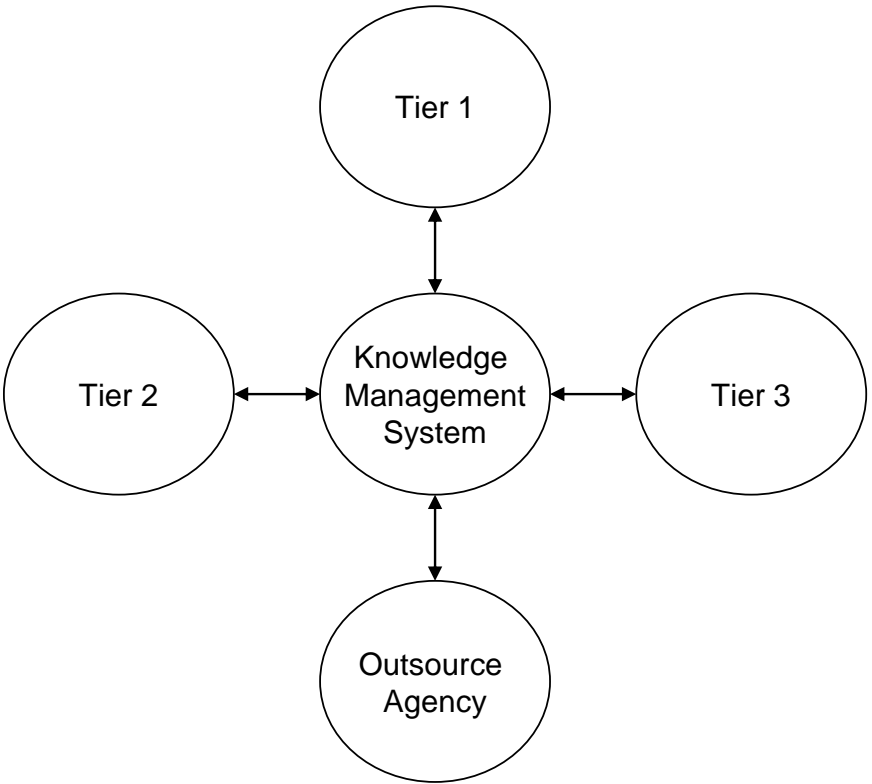 Tier 1
Tier 2
Knowledge
Management
System
Tier 3
Outsource
Agency